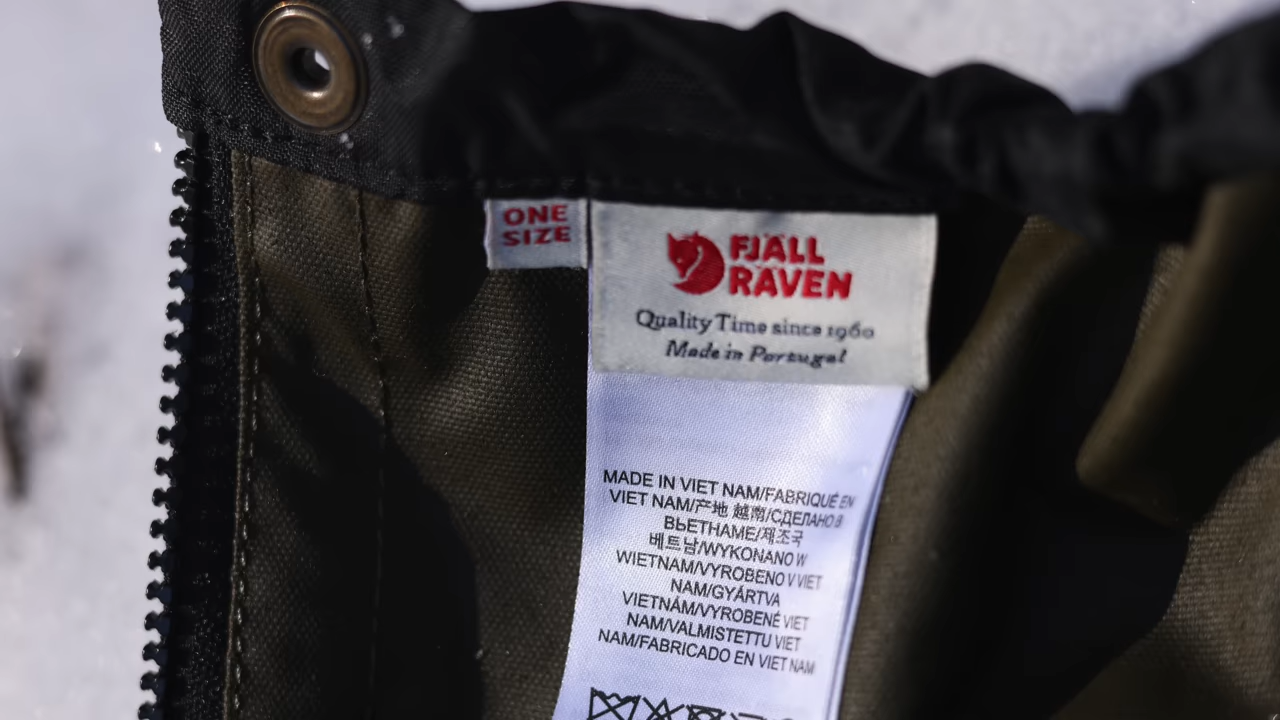 ONE
SIZE
FJÄLL
RÄVEN
Quality Time since 1960
Made in Portugal
MADE IN VIET NAM/FABRIQUÉ EN
VIET NAM/产地 越南/СДЕЛАНО В
ВЬЕТНАМЕ/제조국
베트남/WYKONANO W
WIETNAM/VYROBENO V VIET
NAM/GYÁRTVA
VIETNÁM/VYROBENÉ VIET
NAM/VALMISTETTU VIET
NAM/FABRICADO EN VIET NAM